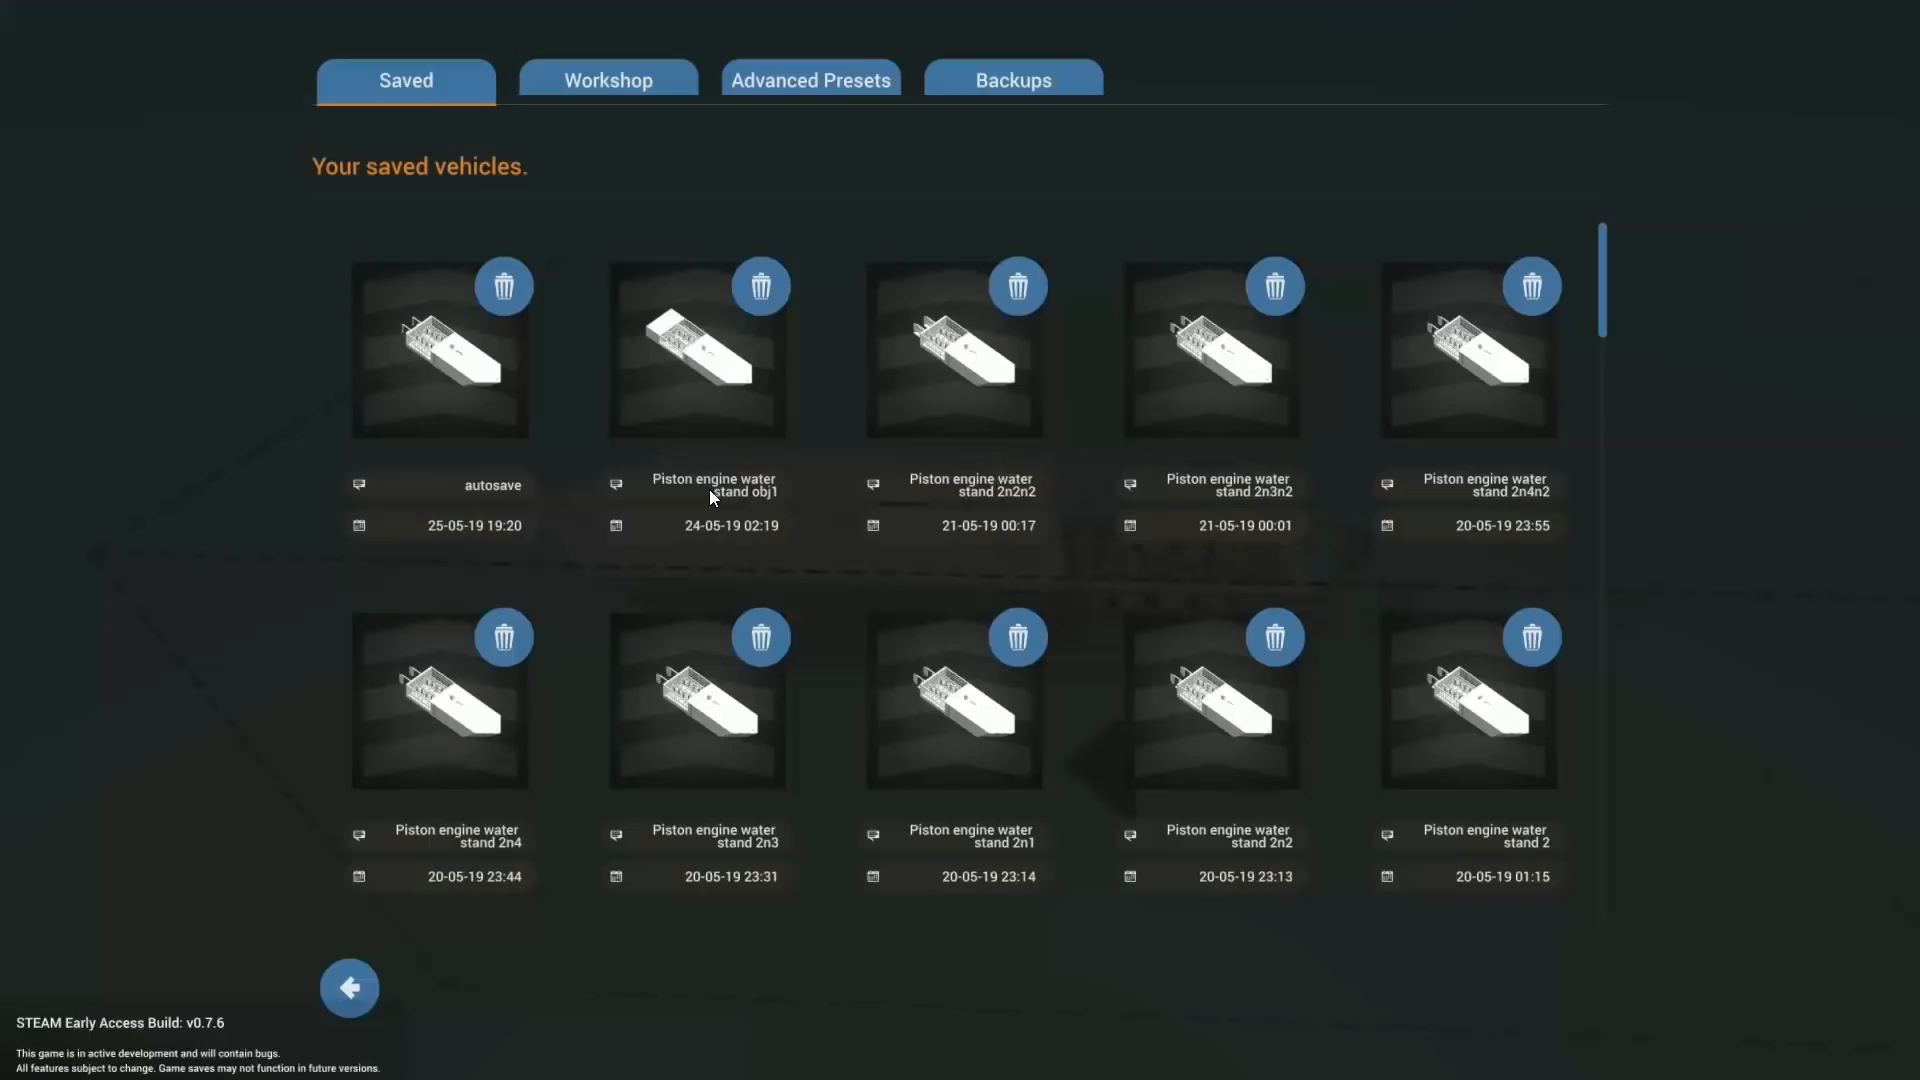 Saved
Workshop
Advanced Presets
Backups
Your saved vehicles.
autosave
25-05-19 19:20
Piston engine water
stand obj1
24-05-19 02:19
Piston engine water
stand 2n2n2
21-05-19 00:17
Piston engine water
stand 2n3n2
21-05-19 00:01
Piston engine water
stand 2n4n2
20-05-19 23:55
Piston engine water
stand 2n4
20-05-19 23:44
Piston engine water
stand 2n3
20-05-19 23:31
Piston engine water
stand 2n1
20-05-19 23:14
Piston engine water
stand 2n2
20-05-19 23:13
Piston engine water
stand 2
20-05-19 01:15
STEAM Early Access Build: v0.7.6
This game is in active development and will contain bugs.
All features subject to change. Game saves may not function in future versions.